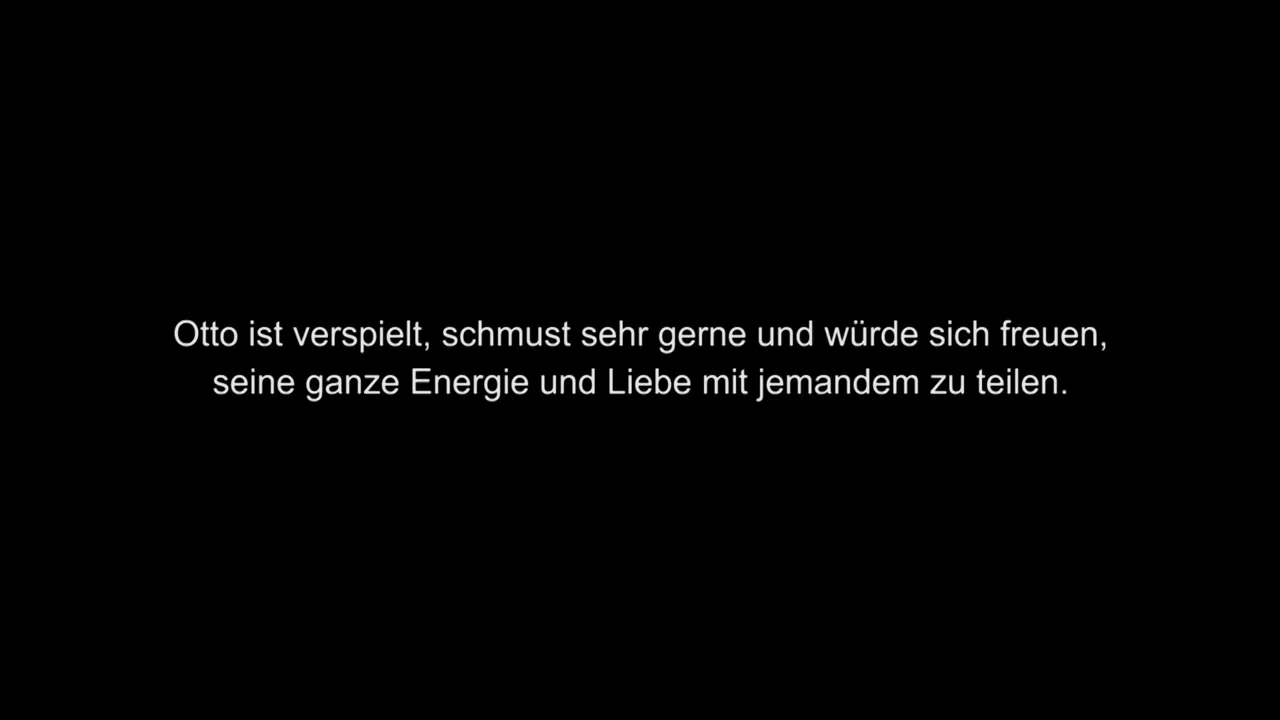 Otto ist verspielt, schmust sehr gerne und würde sich freuen,
seine ganze Energie und Liebe mit jemandem zu teilen.